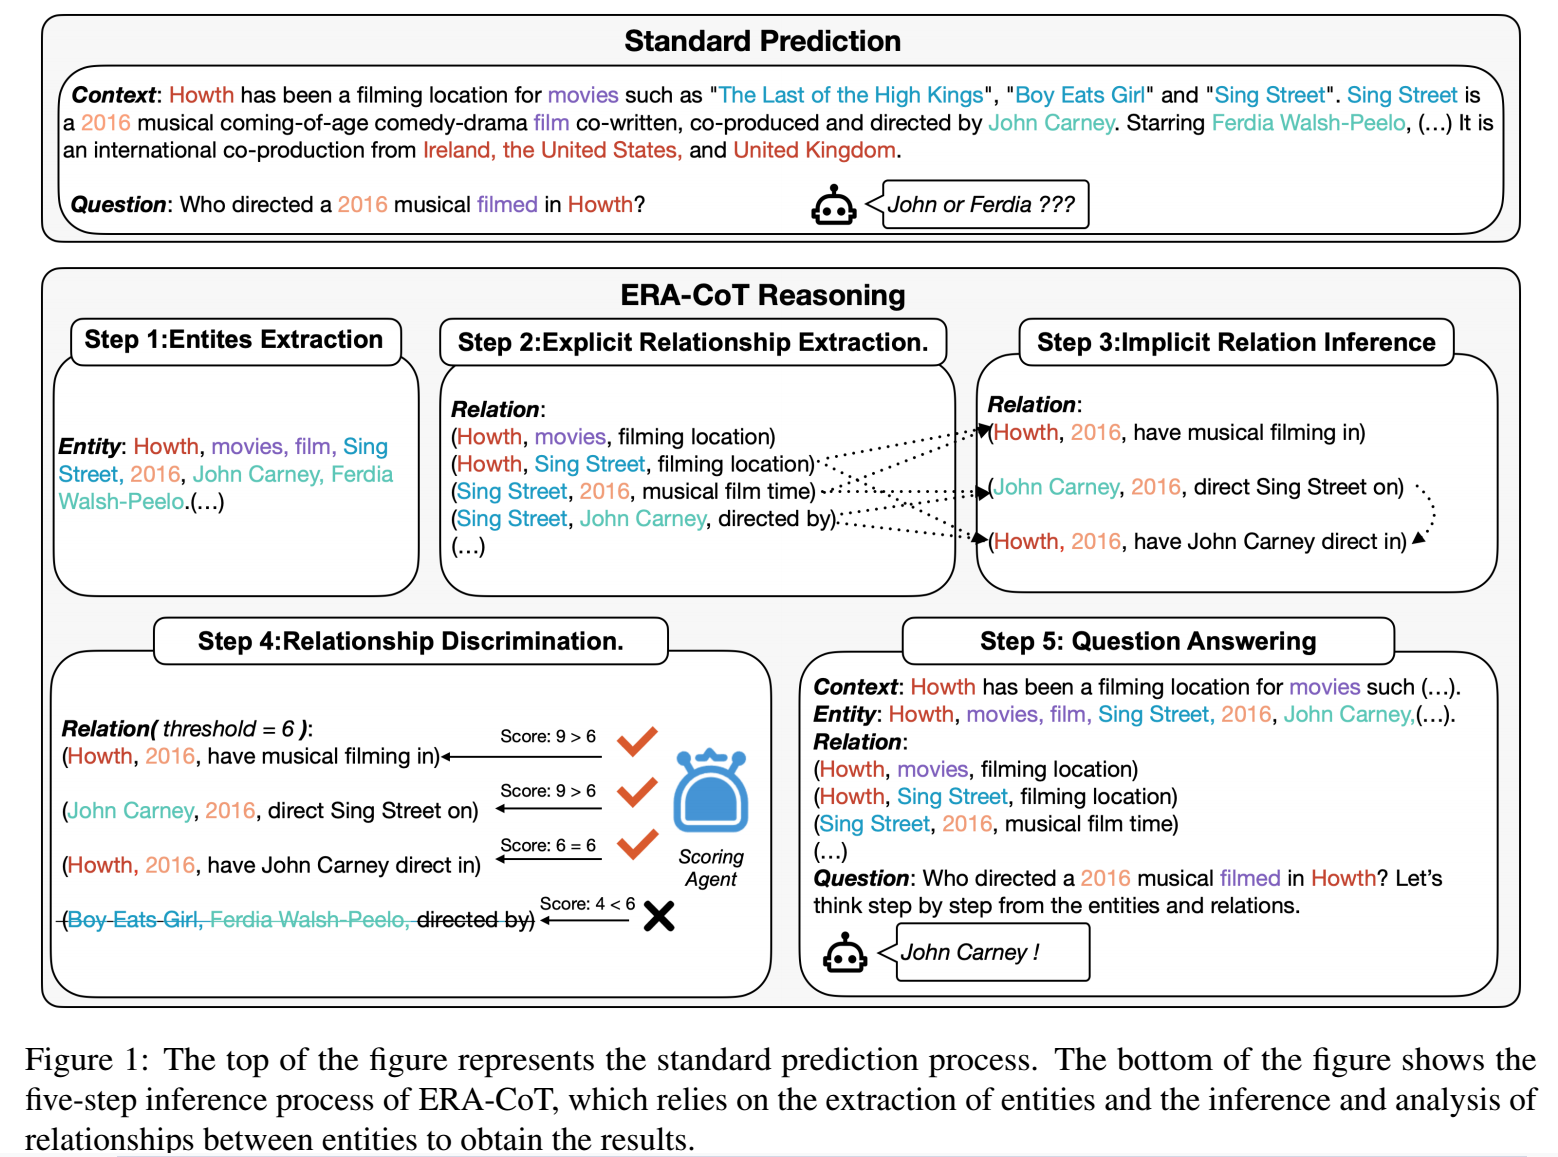 Standard Prediction
Context: Howth has been a filming location for movies such as "The Last of the High Kings", "Boy Eats Girl" and "Sing Street". Sing Street is
a 2016 musical coming-of-age comedy-drama film co-written, co-produced and directed by John Carney. Starring Ferdia Walsh-Peelo, (...) It is
an international co-production from Ireland, the United States, and United Kingdom.
Question: Who directed a 2016 musical filmed in Howth?
John or Ferdia ???
ERA-CoT Reasoning
Step 1:Entites Extraction
Entity: Howth, movies, film, Sing
Street, 2016, John Carney, Ferdia
Walsh-Peelo.(...)
Step 2:Explicit Relationship Extraction.
Relation:
(Howth, movies, filming location)
(Howth, Sing Street, filming location)
(Sing Street, 2016, musical film time)
(Sing Street, John Carney, directed by)
(...)
Step 3:Implicit Relation Inference
Relation:
(Howth, 2016, have musical filming in)
(John Carney, 2016, direct Sing Street on)
(Howth, 2016, have John Carney direct in)
Step 4:Relationship Discrimination.
Relation( threshold = 6 ):
(Howth, 2016, have musical filming in)
Score: 9 > 6
(John Carney, 2016, direct Sing Street on)
Score: 9 > 6
(Howth, 2016, have John Carney direct in)
Score: 6 = 6
(Boy Eats Girl, Ferdia Walsh-Peelo, directed by)
Score: 4 < 6
Scoring
Agent
Step 5: Question Answering
Context: Howth has been a filming location for movies such (...).
Entity: Howth, movies, film, Sing Street, 2016, John Carney,(...).
Relation:
(Howth, movies, filming location)
(Howth, Sing Street, filming location)
(Sing Street, 2016, musical film time)
(...)
Question: Who directed a 2016 musical filmed in Howth? Let's
think step by step from the entities and relations.
John Carney !
Figure 1: The top of the figure represents the standard prediction process. The bottom of the figure shows the
five-step inference process of ERA-CoT, which relies on the extraction of entities and the inference and analysis of
relationships between entities to obtain the results.